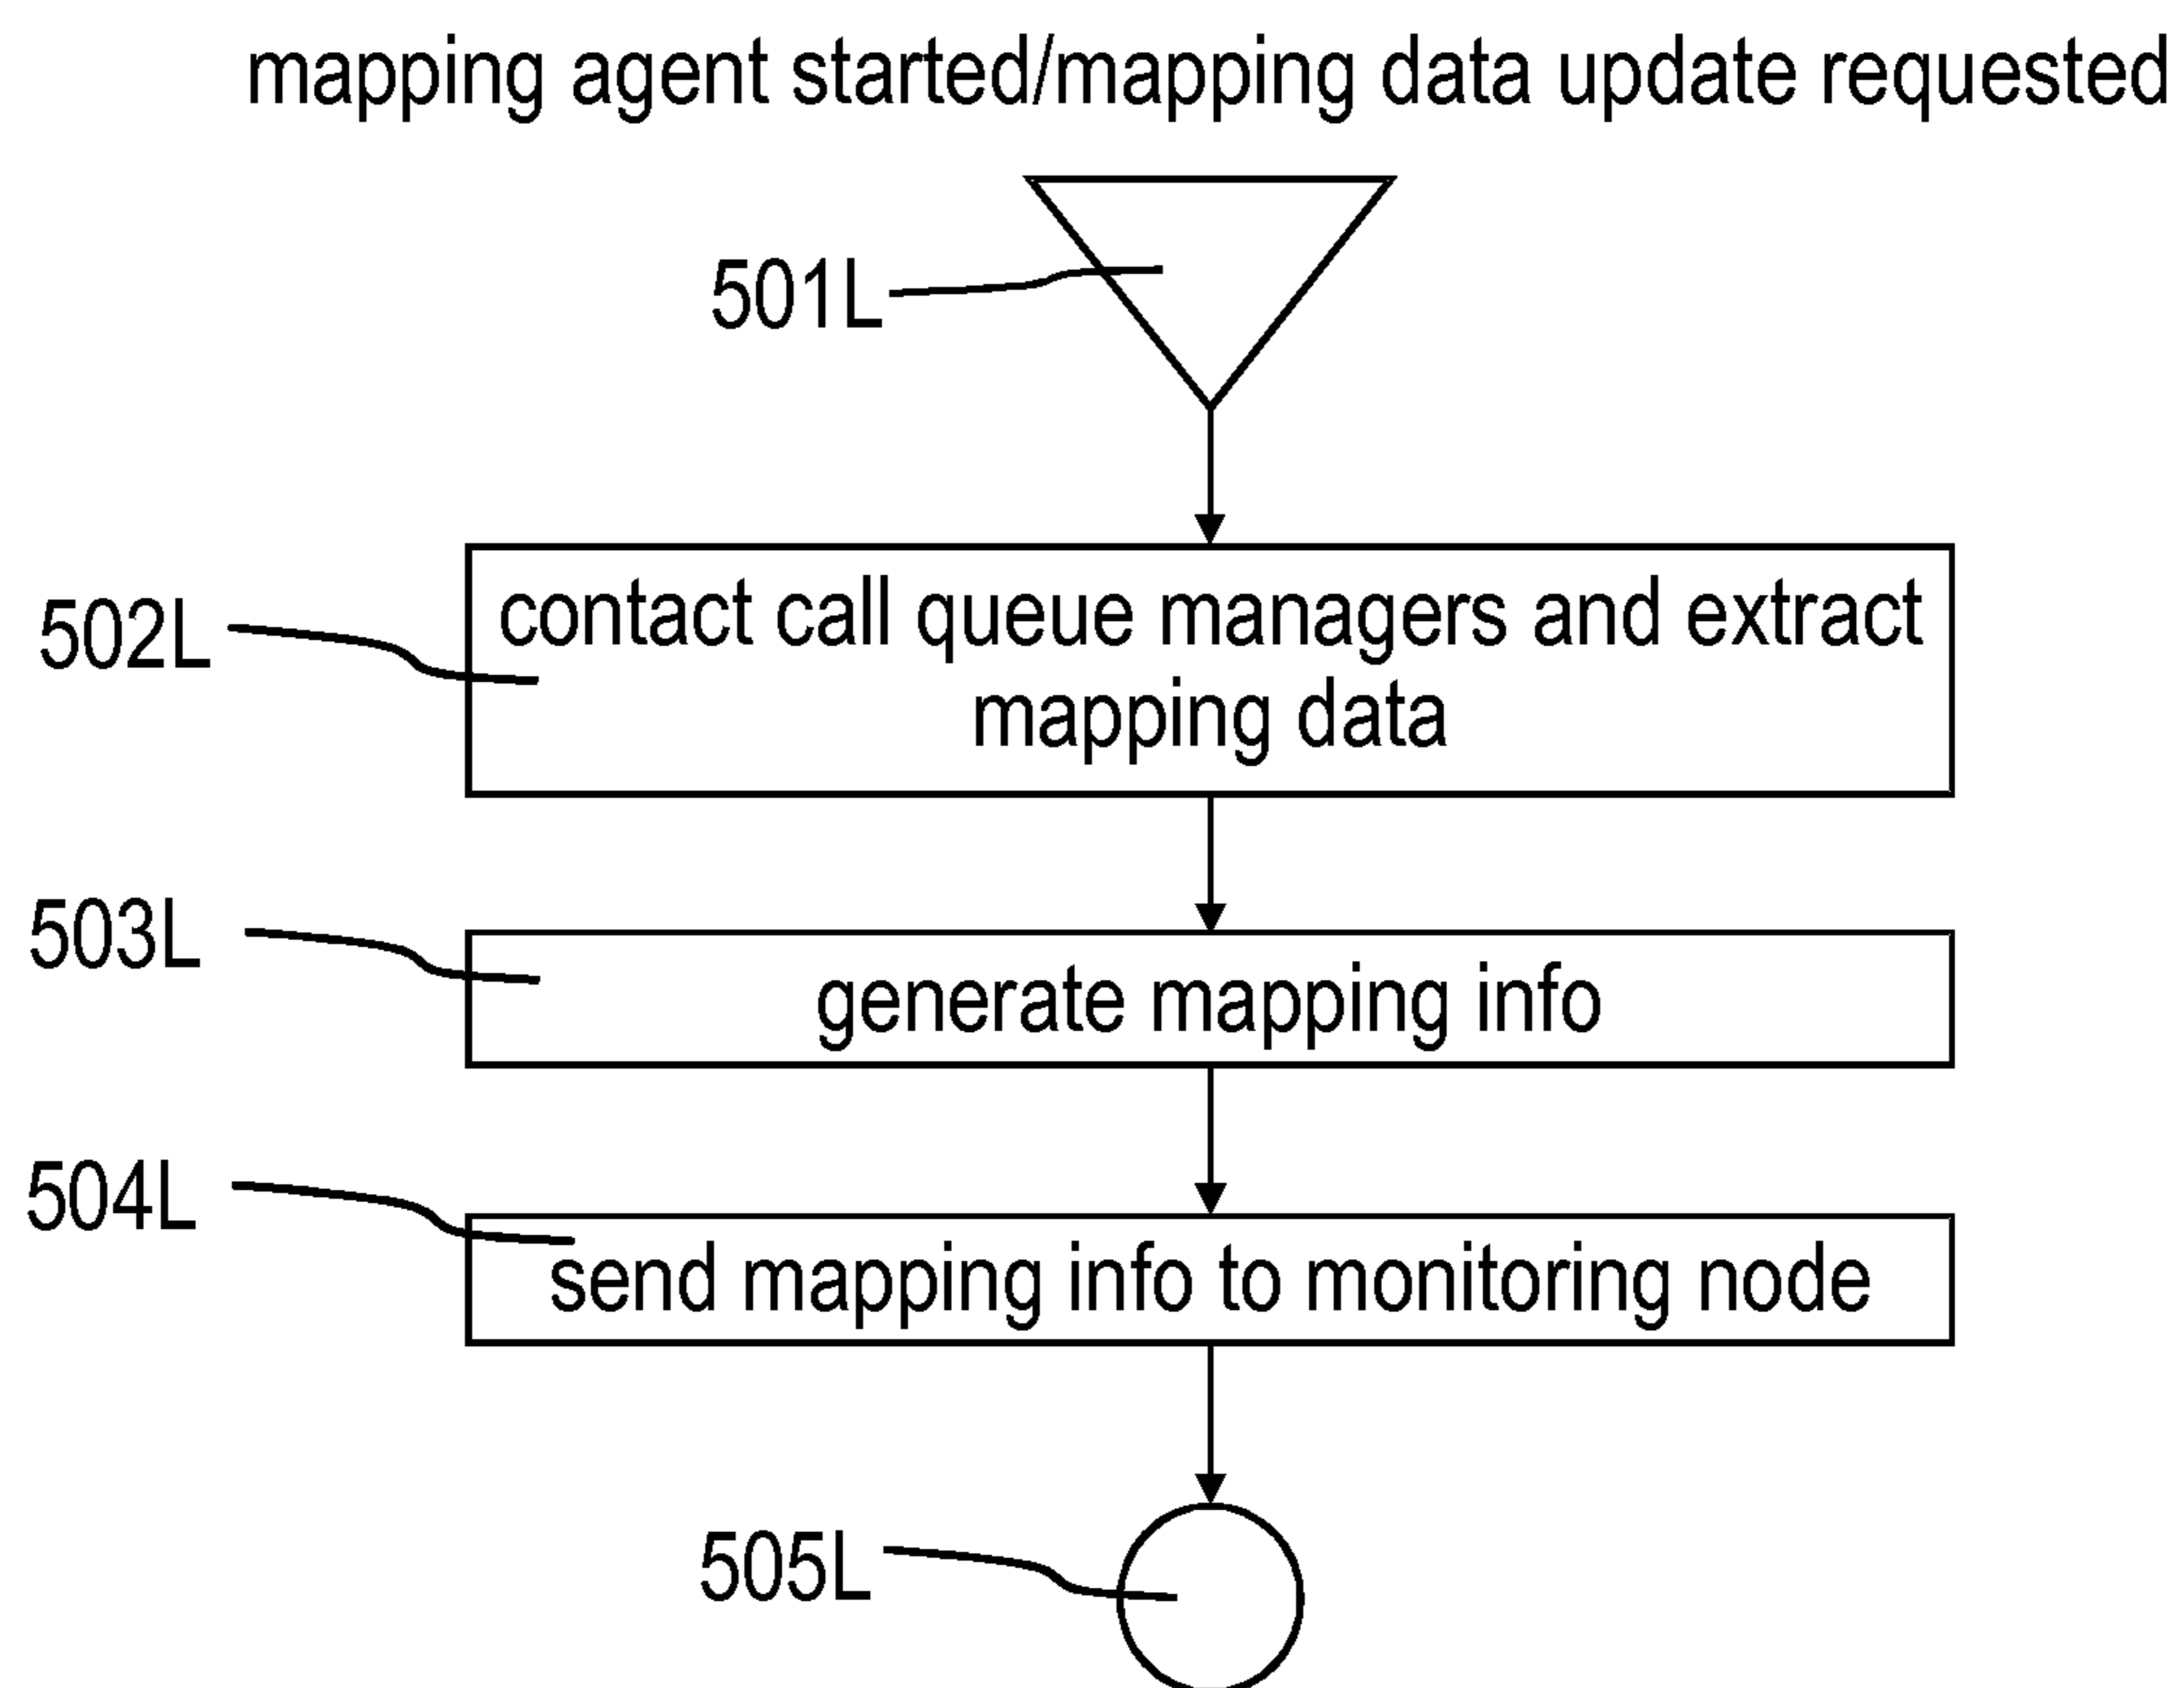 mapping agent started/mapping data update requested
501L
502L
contact call queue managers and extract
mapping data
503L
generate mapping info
504L
send mapping info to monitoring node
505L